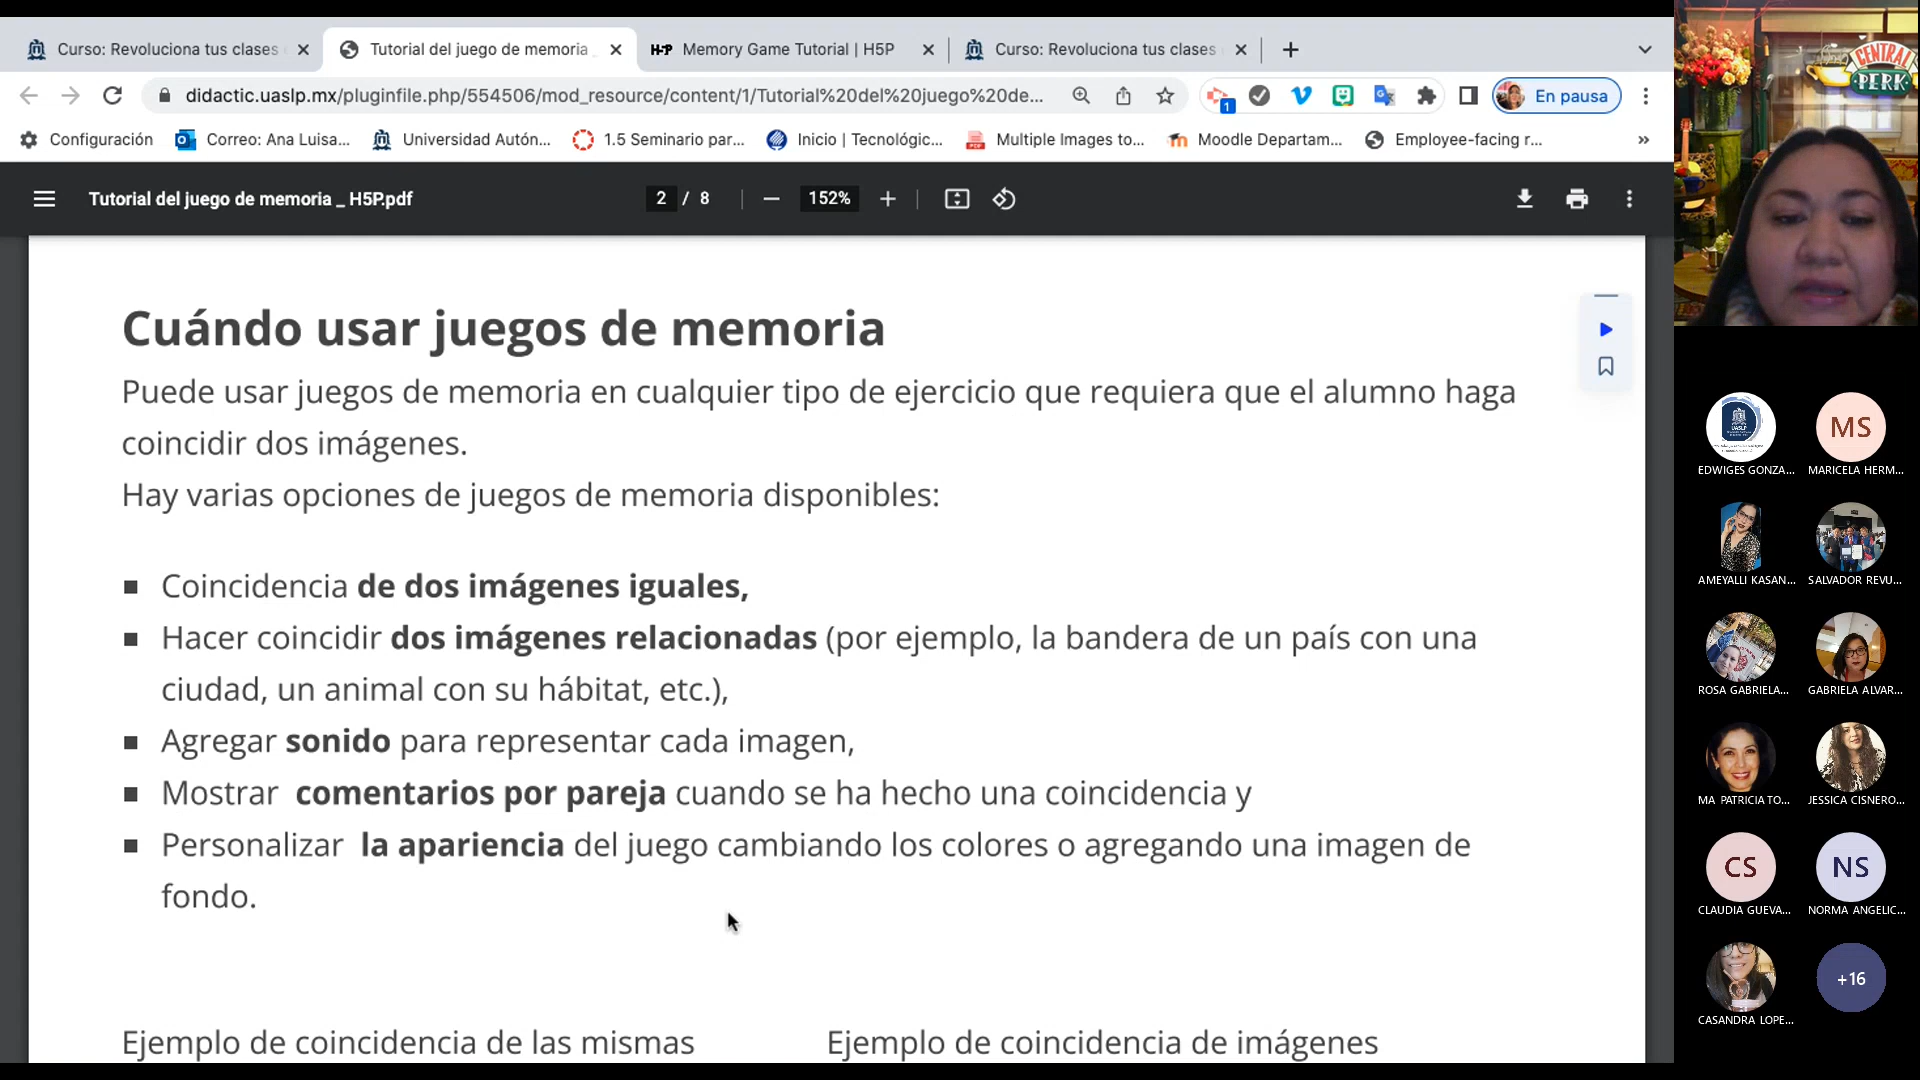 Curso: Revoluciona tus clases
Tutorial del juego de memoria
H5P Memory Game Tutorial | H5P
Curso: Revoluciona tus clases
didactic.uaslp.mx/pluginfile.php/554506/mod_resource/content/1/Tutorial%20del%20juego%20de...
1
En pausa
Configuración
Correo: Ana Luisa...
Universidad Autón...
1.5 Seminario par...
Inicio | Tecnológic...
Multiple Images to...
Moodle Departam...
Employee-facing r...
»
Tutorial del juego de memoria _ H5P.pdf
2 / 8
152%
Cuándo usar juegos de memoria
Puede usar juegos de memoria en cualquier tipo de ejercicio que requiera que el alumno haga
coincidir dos imágenes.
Hay varias opciones de juegos de memoria disponibles:
▪ Coincidencia de dos imágenes iguales,
▪ Hacer coincidir dos imágenes relacionadas (por ejemplo, la bandera de un país con una
ciudad, un animal con su hábitat, etc.),
▪ Agregar sonido para representar cada imagen,
▪ Mostrar comentarios por pareja cuando se ha hecho una coincidencia y
▪ Personalizar la apariencia del juego cambiando los colores o agregando una imagen de
fondo.
Ejemplo de coincidencia de las mismas
Ejemplo de coincidencia de imágenes
CENTRAL
PERK
UASLP
EDWIGES GONZA...
MS
MARICELA HERM...
AMEYALLI KASAN...
SALVADOR REVU...
ROSA GABRIELA...
GABRIELA ALVAR...
MA PATRICIA TO...
JESSICA CISNERO...
CS
CLAUDIA GUEVA...
NS
NORMA ANGELIC...
CASANDRA LOPE...
+16